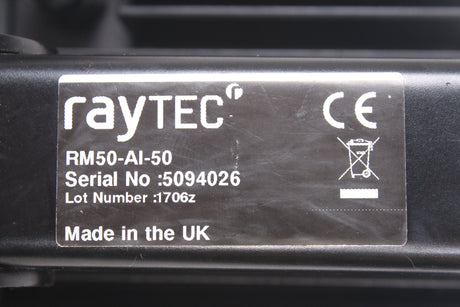 rayTEC
CE
RM50-AI-50
Serial No :5094026
Lot Number :1706z
Made in the UK